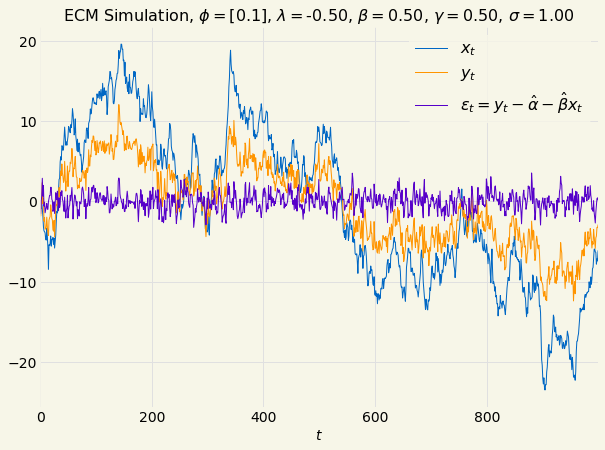 ECM Simulation, ϕ = [0.1], λ = -0.50, β = 0.50, γ = 0.50, σ = 1.00
x_t
y_t
ε_t = y_t − α̂ − β̂x_t
20
10
0
−10
−20
0 200 400 600 800
t